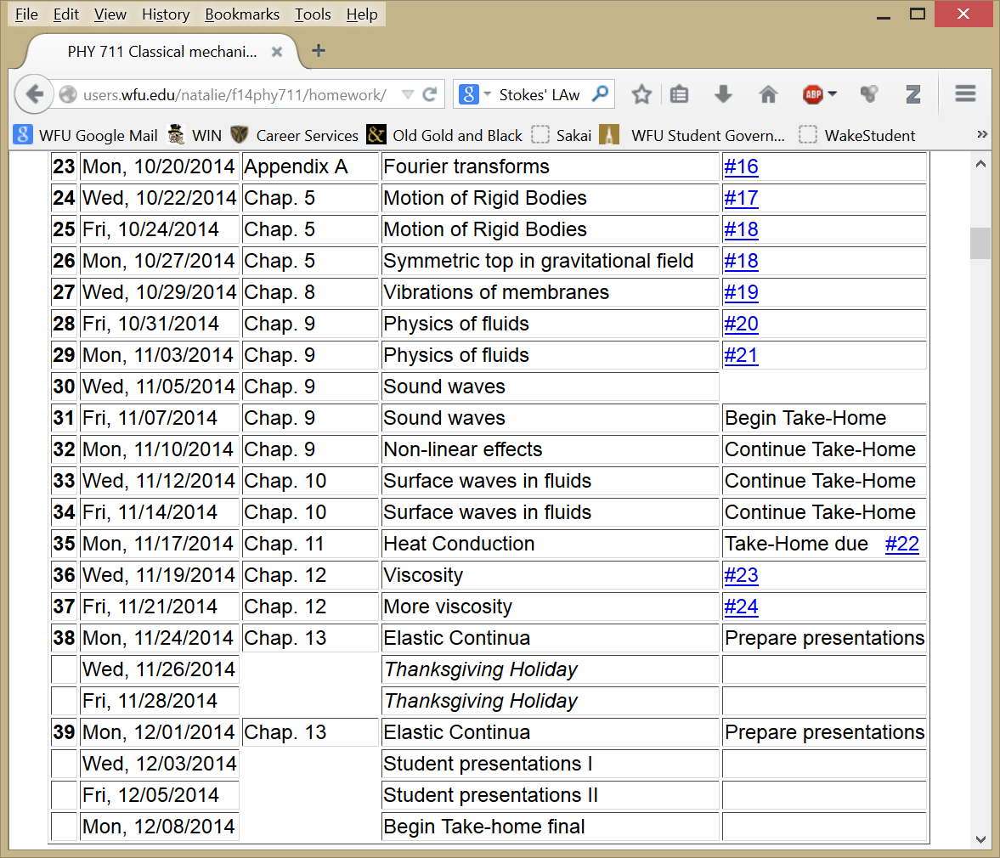 File Edit View History Bookmarks Tools Help
PHY 711 Classical mechani...
users.wfu.edu/natalie/f14phy711/homework/ Stokes' LAw ABP Z
WFU Google Mail WIN Career Services Old Gold and Black Sakai WFU Student Govern... WakeStudent »
23 Mon, 10/20/2014 Appendix A Fourier transforms #16
24 Wed, 10/22/2014 Chap. 5 Motion of Rigid Bodies #17
25 Fri, 10/24/2014 Chap. 5 Motion of Rigid Bodies #18
26 Mon, 10/27/2014 Chap. 5 Symmetric top in gravitational field #18
27 Wed, 10/29/2014 Chap. 8 Vibrations of membranes #19
28 Fri, 10/31/2014 Chap. 9 Physics of fluids #20
29 Mon, 11/03/2014 Chap. 9 Physics of fluids #21
30 Wed, 11/05/2014 Chap. 9 Sound waves
31 Fri, 11/07/2014 Chap. 9 Sound waves Begin Take-Home
32 Mon, 11/10/2014 Chap. 9 Non-linear effects Continue Take-Home
33 Wed, 11/12/2014 Chap. 10 Surface waves in fluids Continue Take-Home
34 Fri, 11/14/2014 Chap. 10 Surface waves in fluids Continue Take-Home
35 Mon, 11/17/2014 Chap. 11 Heat Conduction Take-Home due #22
36 Wed, 11/19/2014 Chap. 12 Viscosity #23
37 Fri, 11/21/2014 Chap. 12 More viscosity #24
38 Mon, 11/24/2014 Chap. 13 Elastic Continua Prepare presentations
Wed, 11/26/2014 Thanksgiving Holiday
Fri, 11/28/2014 Thanksgiving Holiday
39 Mon, 12/01/2014 Chap. 13 Elastic Continua Prepare presentations
Wed, 12/03/2014 Student presentations I
Fri, 12/05/2014 Student presentations II
Mon, 12/08/2014 Begin Take-home final